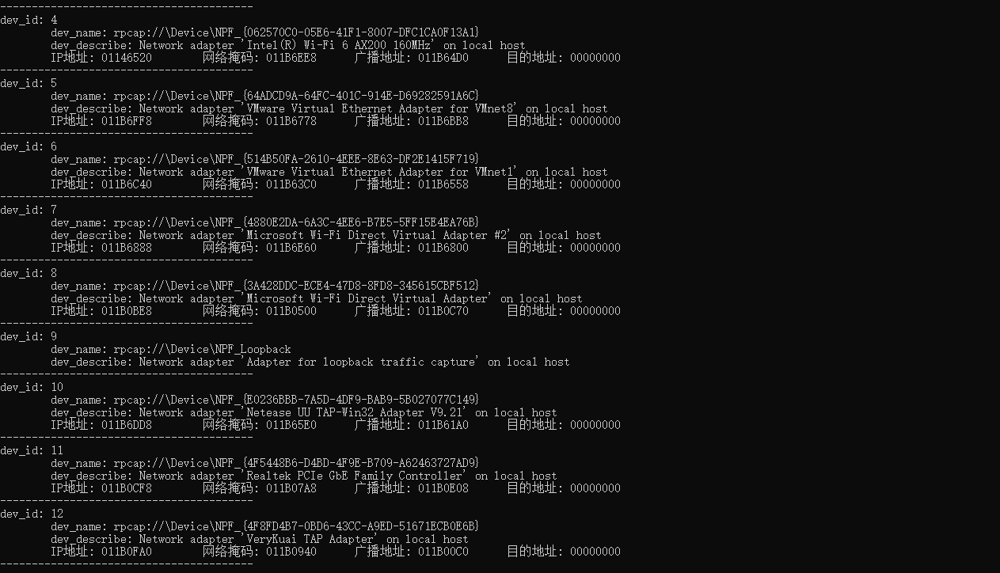 ----------------------------------------
dev_id: 4
dev_name: rpcap://\Device\NPF_{062570C0-05E6-41F1-8007-DFC1CA0F13A1}
dev_describe: Network adapter 'Intel(R) Wi-Fi 6 AX200 160MHz' on local host
IP地址: 01146520 网络掩码: 011B6EE8 广播地址: 011B64D0 目的地址: 00000000
----------------------------------------
dev_id: 5
dev_name: rpcap://\Device\NPF_{64ADCD9A-64FC-401C-914E-D69282591A6C}
dev_describe: Network adapter 'VMware Virtual Ethernet Adapter for VMnet8' on local host
IP地址: 011B6FF8 网络掩码: 011B6778 广播地址: 011B6BB8 目的地址: 00000000
----------------------------------------
dev_id: 6
dev_name: rpcap://\Device\NPF_{514B50FA-2610-4EEE-8E63-DF2E1415F719}
dev_describe: Network adapter 'VMware Virtual Ethernet Adapter for VMnet1' on local host
IP地址: 011B6C40 网络掩码: 011B63C0 广播地址: 011B6558 目的地址: 00000000
----------------------------------------
dev_id: 7
dev_name: rpcap://\Device\NPF_{4880E2DA-6A3C-4EE6-B7E5-5FF15E4EA76B}
dev_describe: Network adapter 'Microsoft Wi-Fi Direct Virtual Adapter #2' on local host
IP地址: 011B6888 网络掩码: 011B6E60 广播地址: 011B6800 目的地址: 00000000
----------------------------------------
dev_id: 8
dev_name: rpcap://\Device\NPF_{3A428DDC-ECE4-47D8-8FD8-345615CBF512}
dev_describe: Network adapter 'Microsoft Wi-Fi Direct Virtual Adapter' on local host
IP地址: 011B0BE8 网络掩码: 011B0500 广播地址: 011B0C70 目的地址: 00000000
----------------------------------------
dev_id: 9
dev_name: rpcap://\Device\NPF_Loopback
dev_describe: Network adapter 'Adapter for loopback traffic capture' on local host
----------------------------------------
dev_id: 10
dev_name: rpcap://\Device\NPF_{E0236BBB-7A5D-4DF9-BAB9-5B027077C149}
dev_describe: Network adapter 'Netease UU TAP-Win32 Adapter V9.21' on local host
IP地址: 011B6DD8 网络掩码: 011B65E0 广播地址: 011B61A0 目的地址: 00000000
----------------------------------------
dev_id: 11
dev_name: rpcap://\Device\NPF_{4F5448B6-D4BD-4F9E-B709-A62463727AD9}
dev_describe: Network adapter 'Realtek PCIe GbE Family Controller' on local host
IP地址: 011B0CF8 网络掩码: 011B07A8 广播地址: 011B0E08 目的地址: 00000000
----------------------------------------
dev_id: 12
dev_name: rpcap://\Device\NPF_{4F8FD4B7-0BD6-43CC-A9ED-51671ECB0E6B}
dev_describe: Network adapter 'VeryKuai TAP Adapter' on local host
IP地址: 011B0FA0 网络掩码: 011B0940 广播地址: 011B00C0 目的地址: 00000000
----------------------------------------